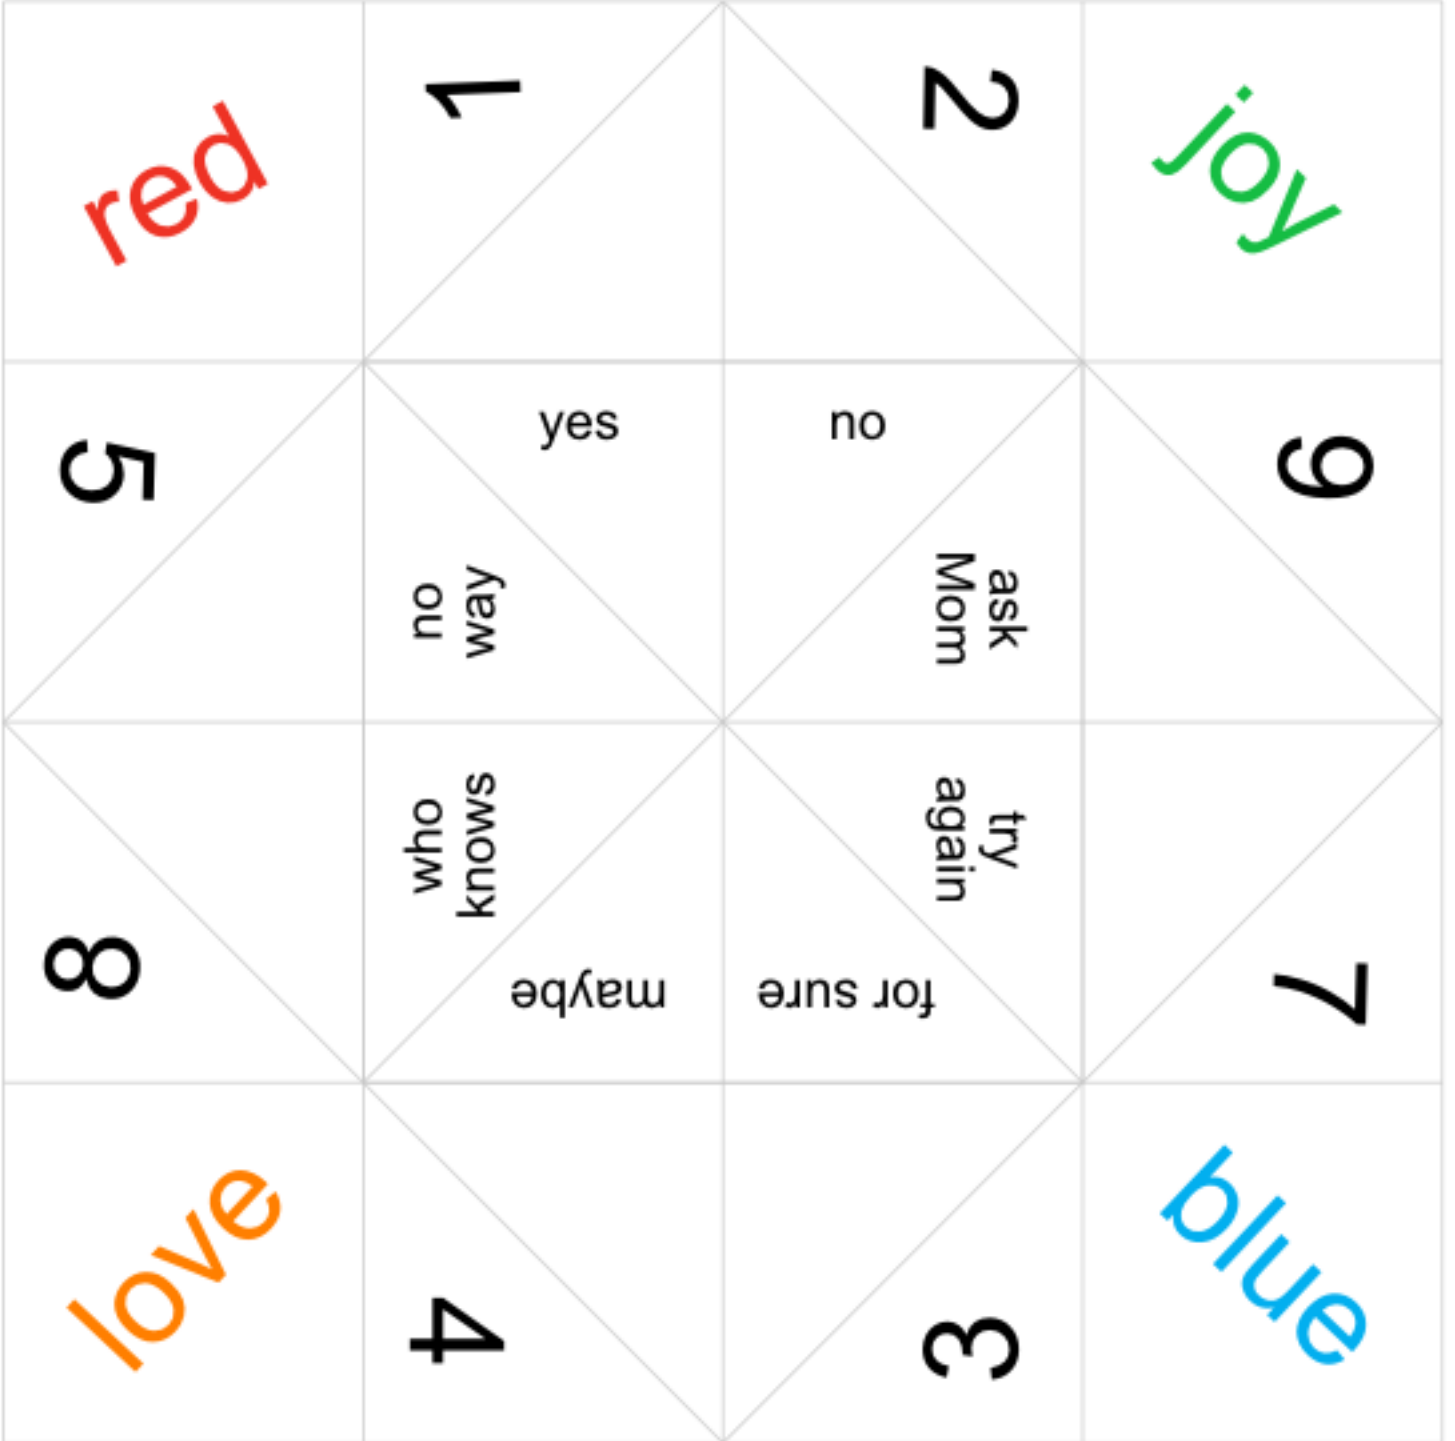 red
1
2
joy
5
yes
no
6
no
way
ask
Mom
8
who
knows
try
again
7
maybe
for sure
love
4
3
blue